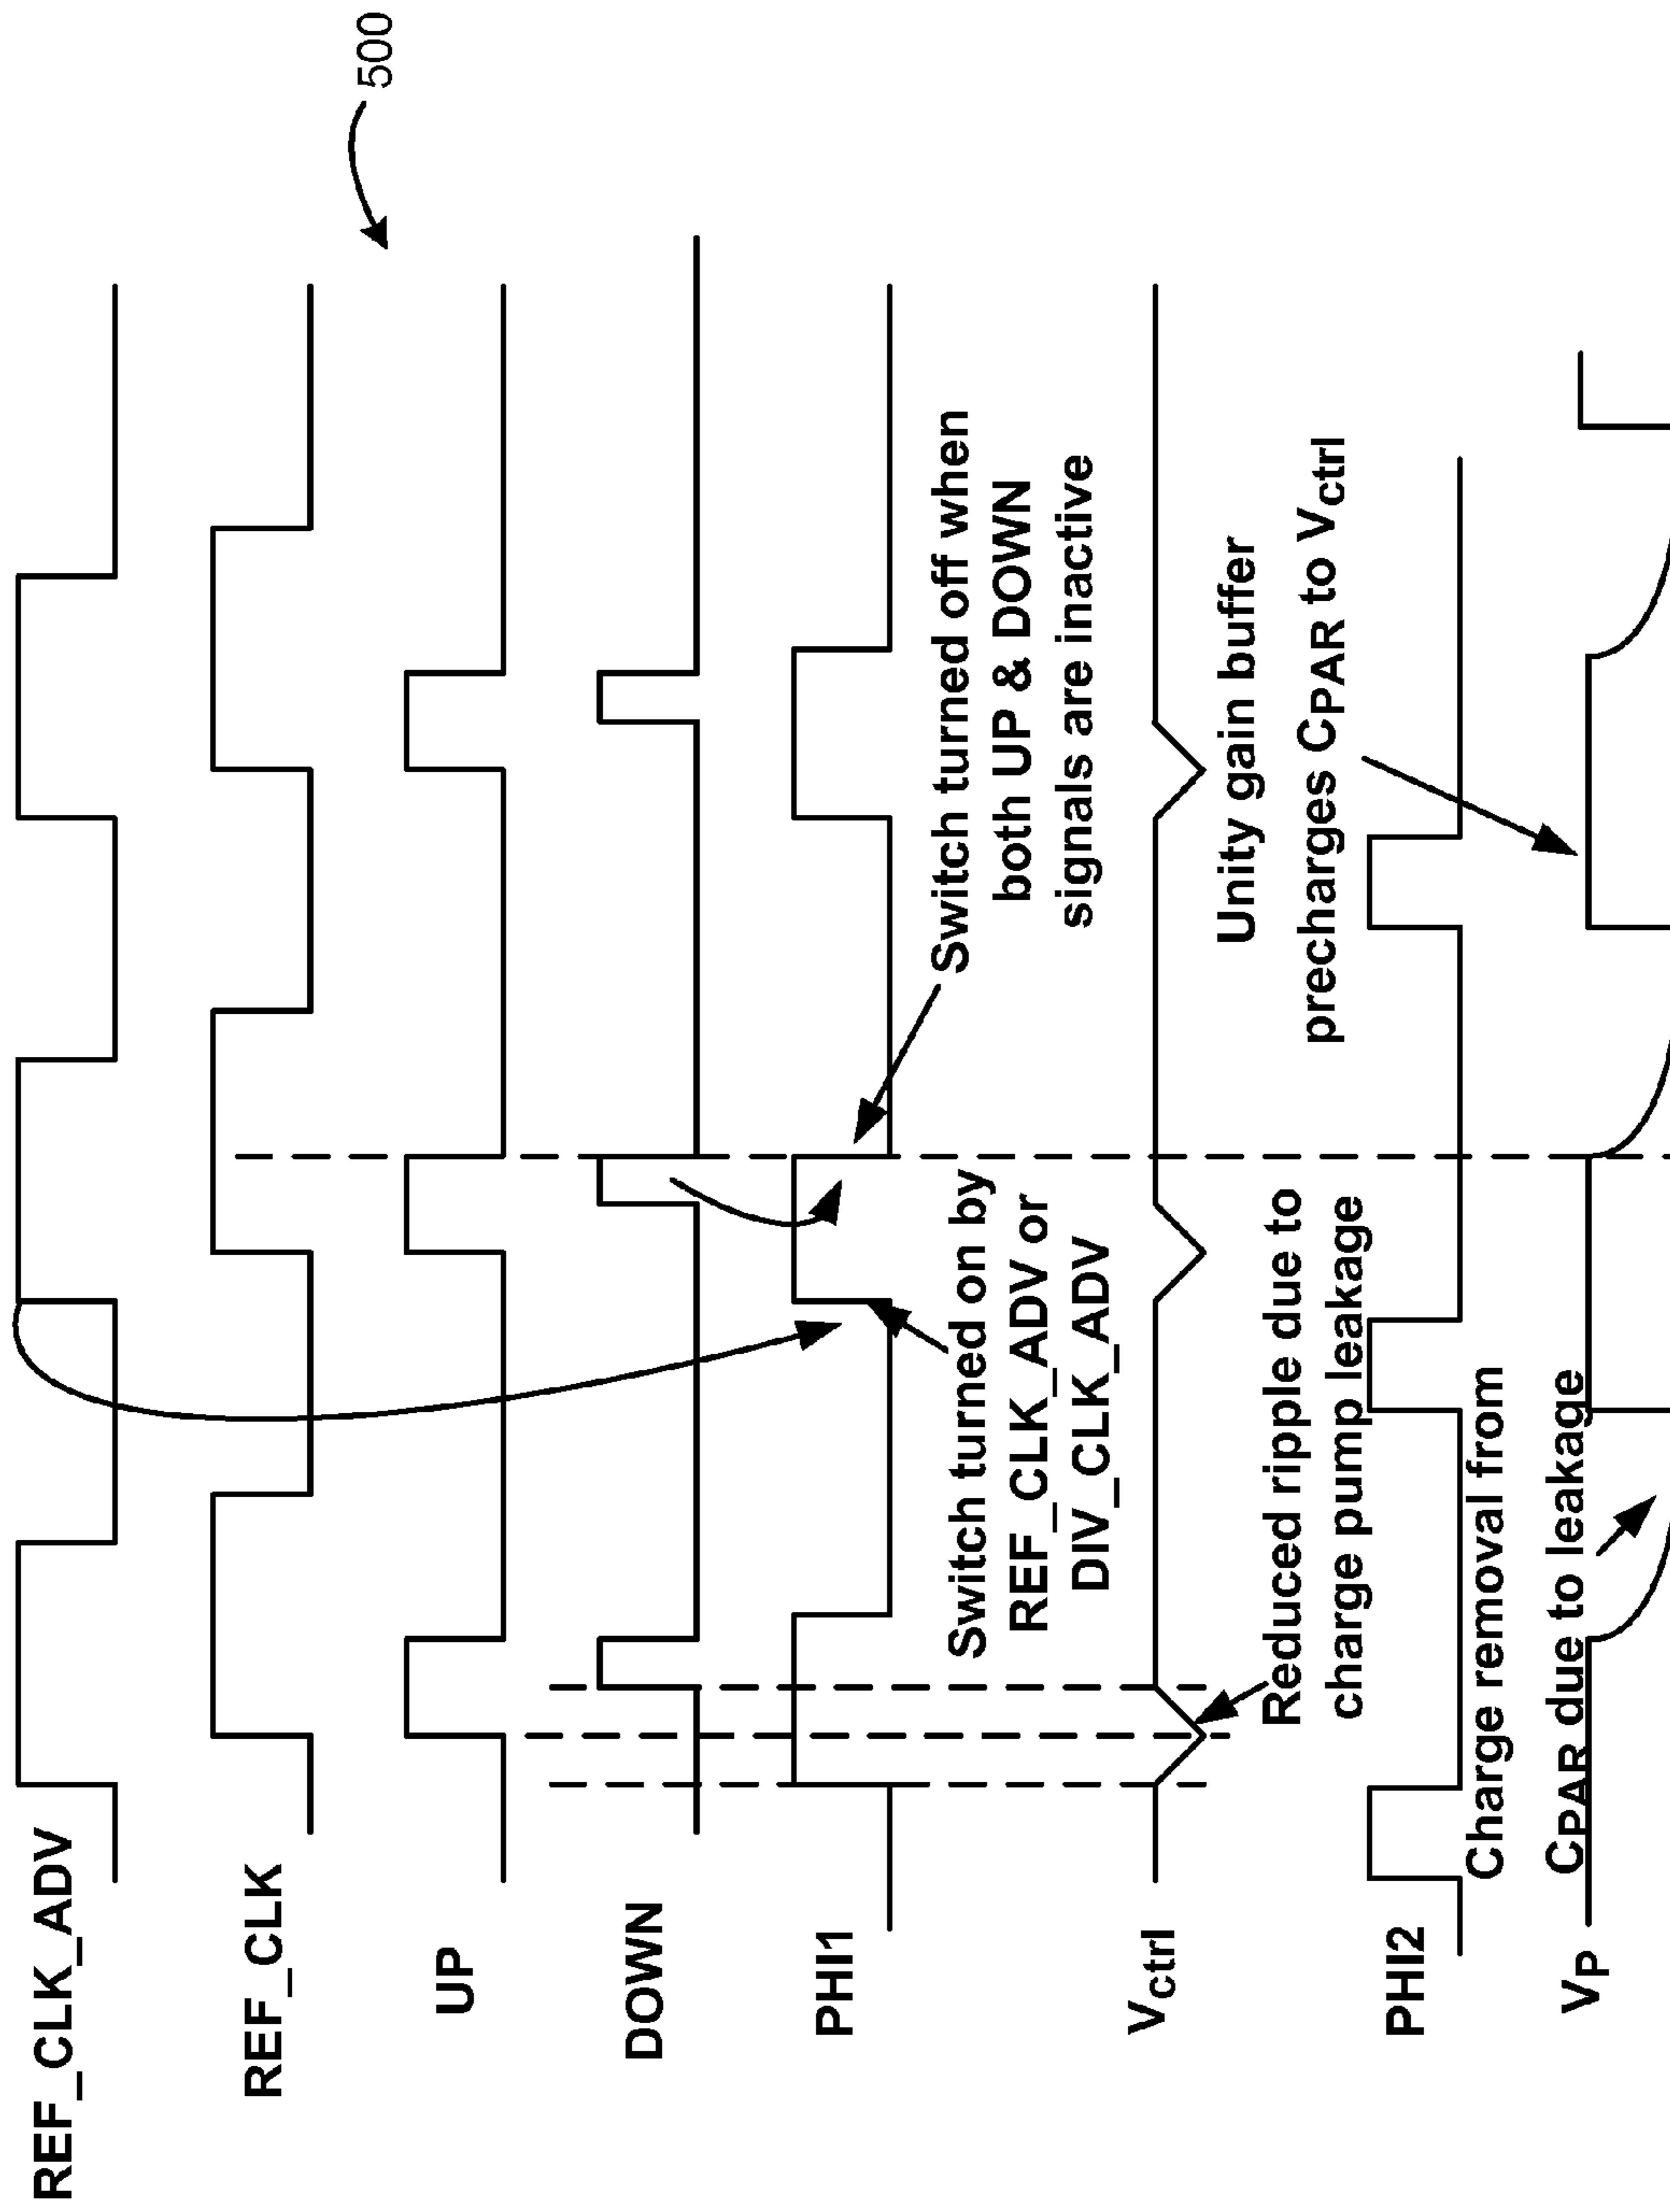 500
REF_CLK_ADV
REF_CLK
UP
DOWN
PHI1
Switch turned on by
REF_CLK_ADV or
DIV_CLK_ADV
Switch turned off when
both UP & DOWN
signals are inactive
Vctrl
Reduced ripple due to
charge pump leakage
Unity gain buffer
precharges CPAR to Vctrl
PHI2
Charge removal from
CPAR due to leakage
VP